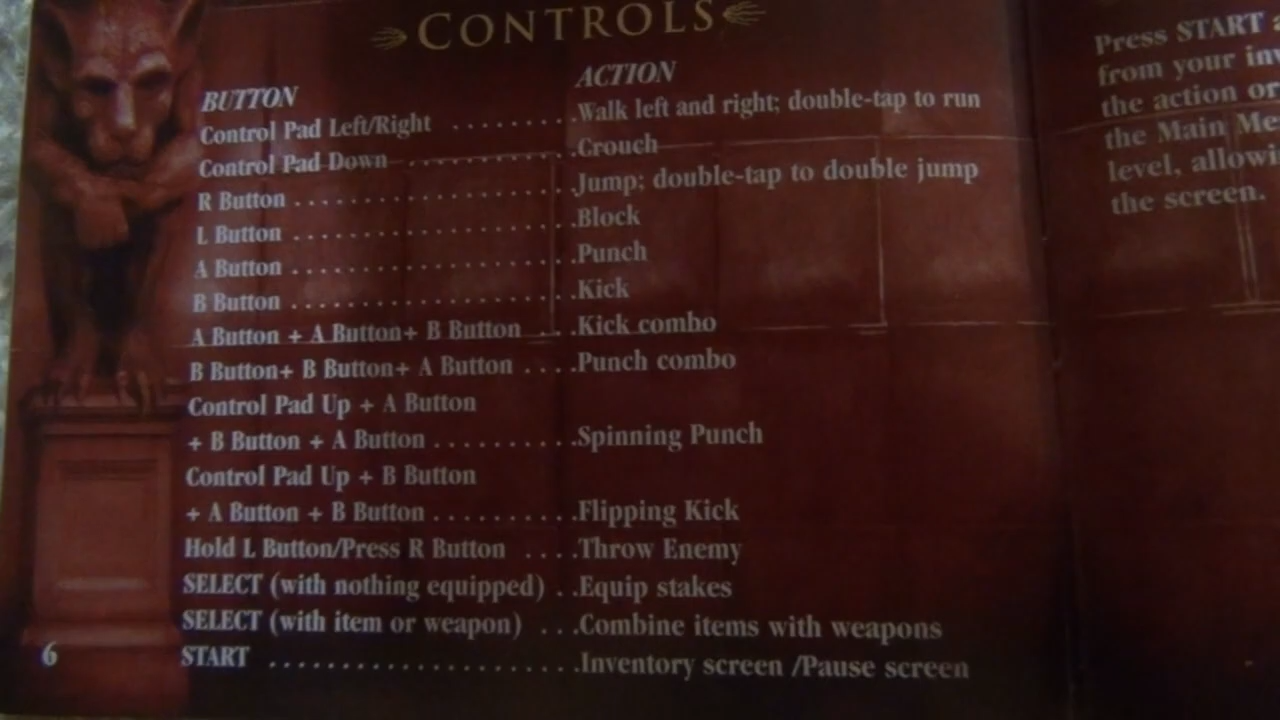 CONTROLS
BUTTON ACTION
Control Pad Left/Right ........ .Walk left and right; double-tap to run
Control Pad Down ............ .Crouch
R Button ..................... .Jump; double-tap to double jump
L Button ..................... .Block
A Button ..................... .Punch
B Button ..................... .Kick
A Button + A Button+ B Button ... .Kick combo
B Button+ B Button+ A Button ....Punch combo
Control Pad Up + A Button
+ B Button + A Button ...........Spinning Punch
Control Pad Up + B Button
+ A Button + B Button ...........Flipping Kick
Hold L Button/Press R Button ....Throw Enemy
SELECT (with nothing equipped) . .Equip stakes
SELECT (with item or weapon) ...Combine items with weapons
START .......................Inventory screen /Pause screen
6
Press START
from your
the action or
the Main
level,
the screen.